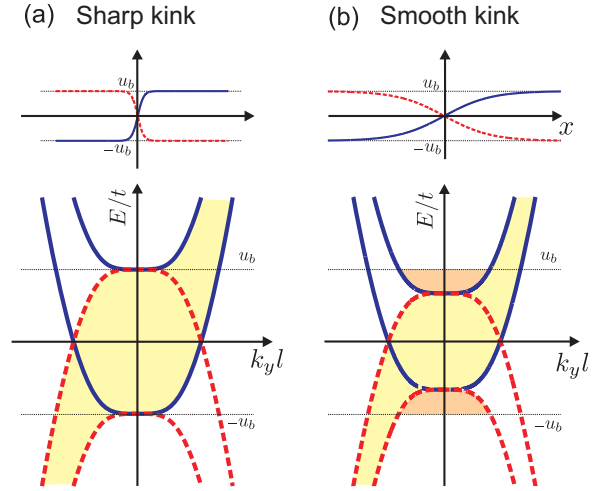 (a) Sharp kink
(b) Smooth kink
u_b
-u_b
u_b
-u_b
x
E/t
u_b
k_y l
-u_b
E/t
u_b
k_y l
-u_b